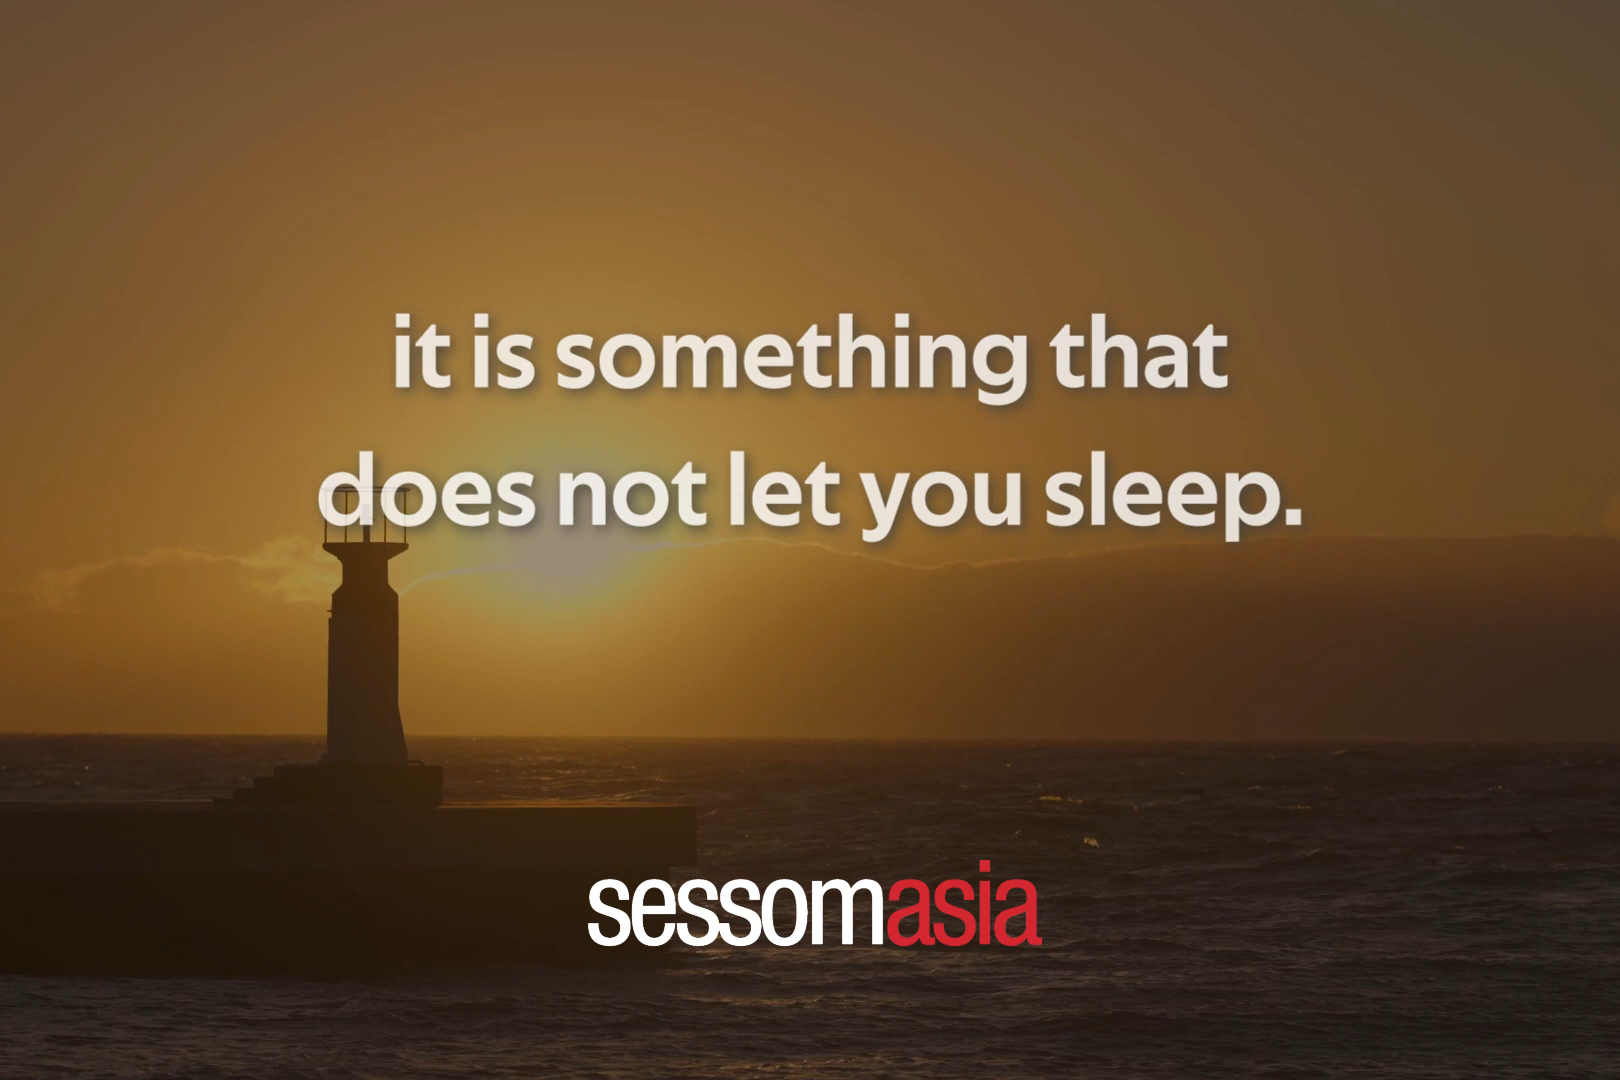 it is something that
does not let you sleep.
sessomasia